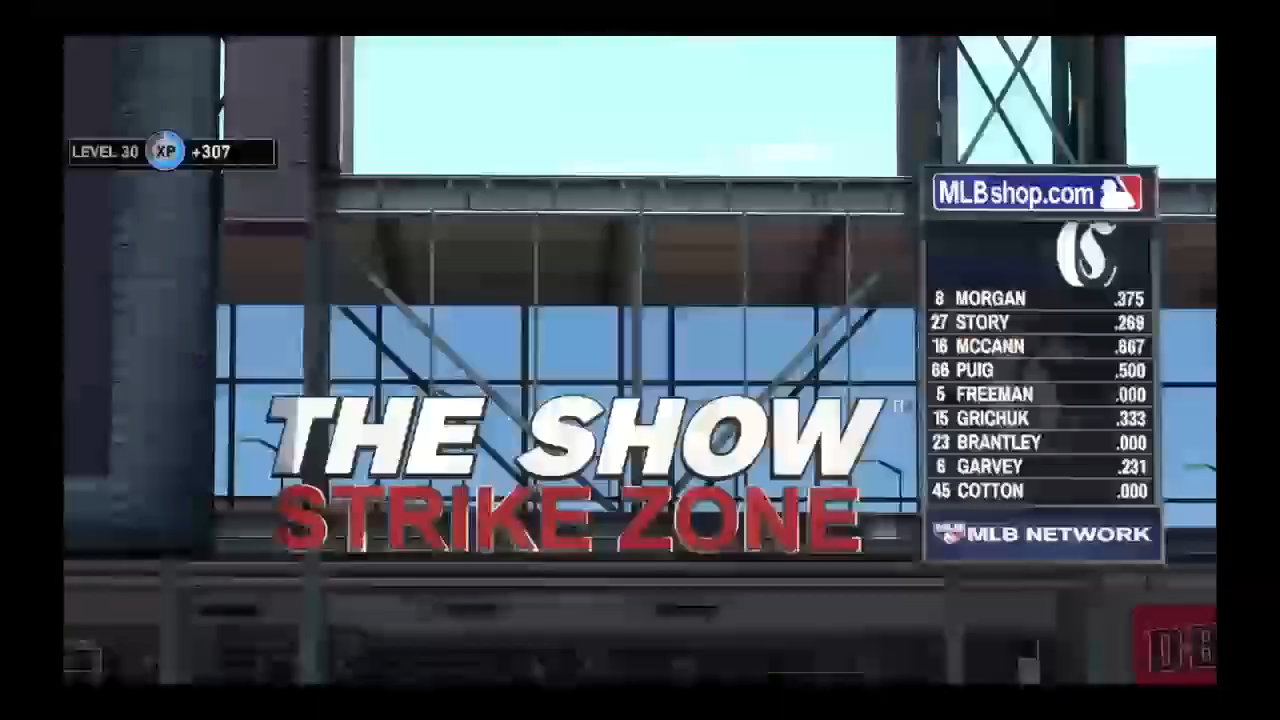 LEVEL 30 XP +307
MLBshop.com
8 MORGAN .375
27 STORY .269
16 MCCANN .667
66 PUIG .500
5 FREEMAN .000
15 GRICHUK .333
23 BRANTLEY .000
6 GARVEY .231
45 COTTON .000
MLB NETWORK
THE SHOW
STRIKE ZONE